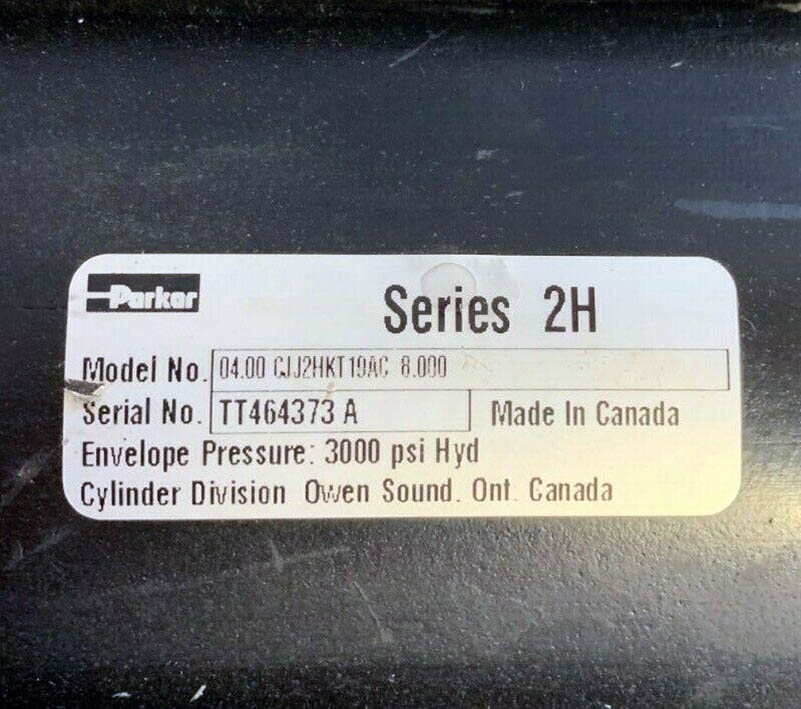 Parker
Series 2H
Model No. 04.00 CJJ2HKT19AC 8.000
Serial No. TT464373 A Made In Canada
Envelope Pressure: 3000 psi Hyd
Cylinder Division Owen Sound. Ont. Canada